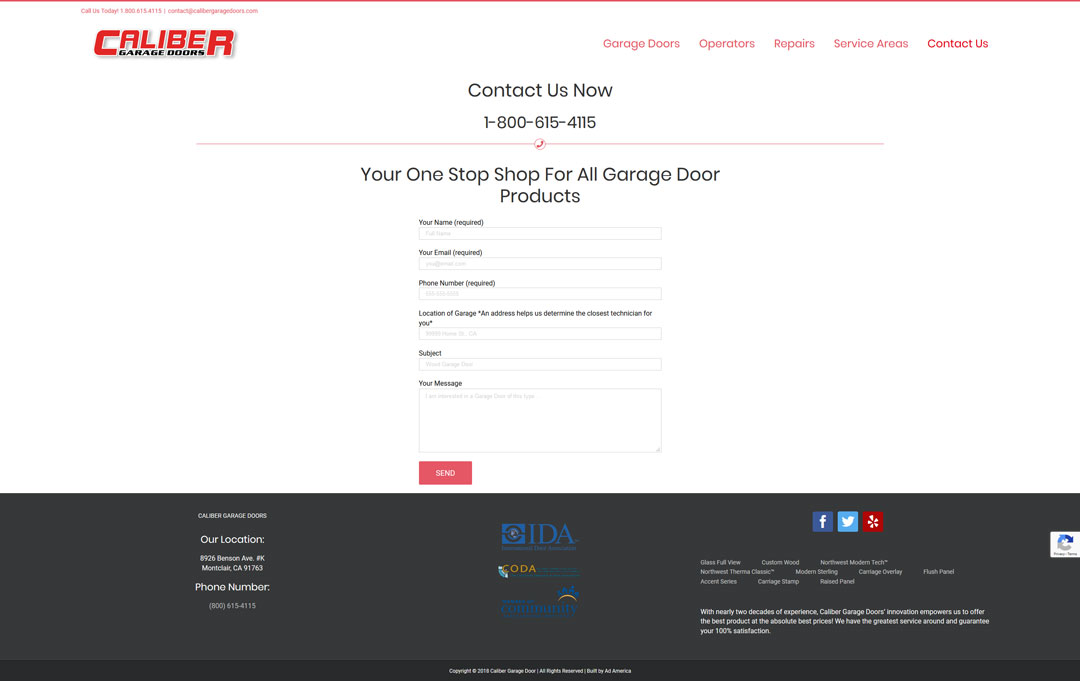 Call Us Today! 1.800.615.4115 | contact@calibergaragedoors.com
CALIBER
GARAGE DOORS
Garage Doors
Operators
Repairs
Service Areas
Contact Us
Contact Us Now
1-800-615-4115
Your One Stop Shop For All Garage Door
Products
Your Name (required)
Full Name
Your Email (required)
you@email.com
Phone Number (required)
Location of Garage *An address helps us determine the closest technician for
you*
Home St., CA
Subject
Wood Garage Door
Your Message
I am interested in a Garage Door of this type...
SEND
CALIBER GARAGE DOORS
Our Location:
8926 Benson Ave. #K
Montclair, CA 91763
Phone Number:
(800) 615-4115
IDA
International Door Association
CODA
community
f
Glass Full View Custom Wood Northwest Modern Tech™
Northwest Therma Classic™ Modern Sterling Carriage Overlay Flush Panel
Accent Series Carriage Stamp Raised Panel
With nearly two decades of experience, Caliber Garage Doors' innovation empowers us to offer
the best product at the absolute best prices! We have the greatest service around and guarantee
your 100% satisfaction.
Privacy - Terms
Copyright © 2018 Caliber Garage Door | All Rights Reserved | Built by Ad America